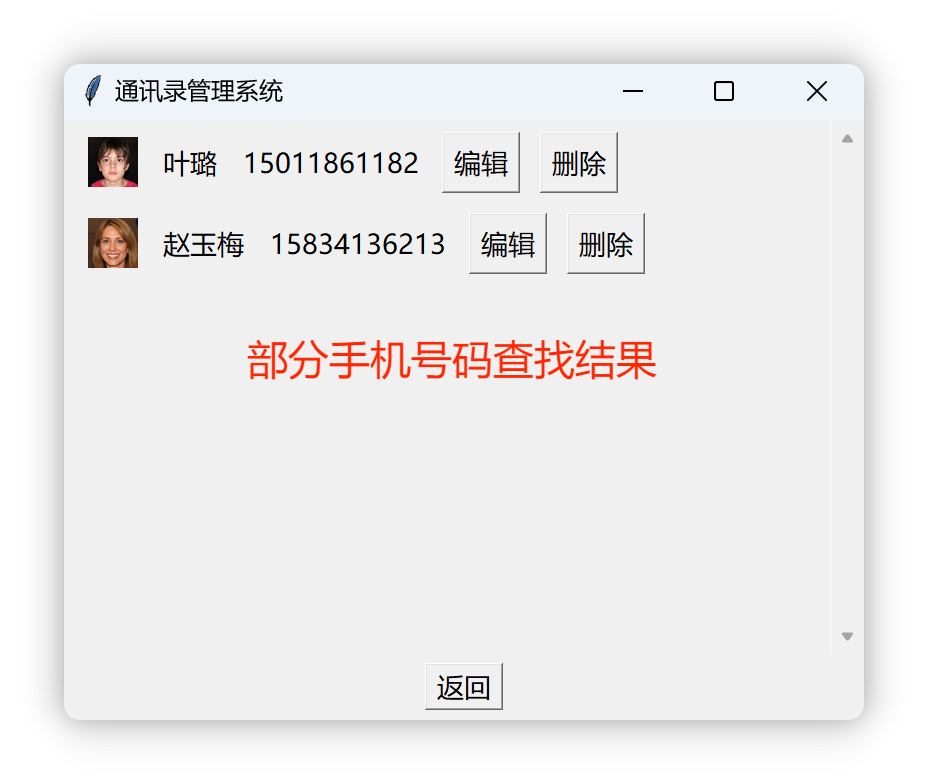 通讯录管理系统
叶璐 15011861182 编辑 删除
赵玉梅 15834136213 编辑 删除
部分手机号码查找结果
返回